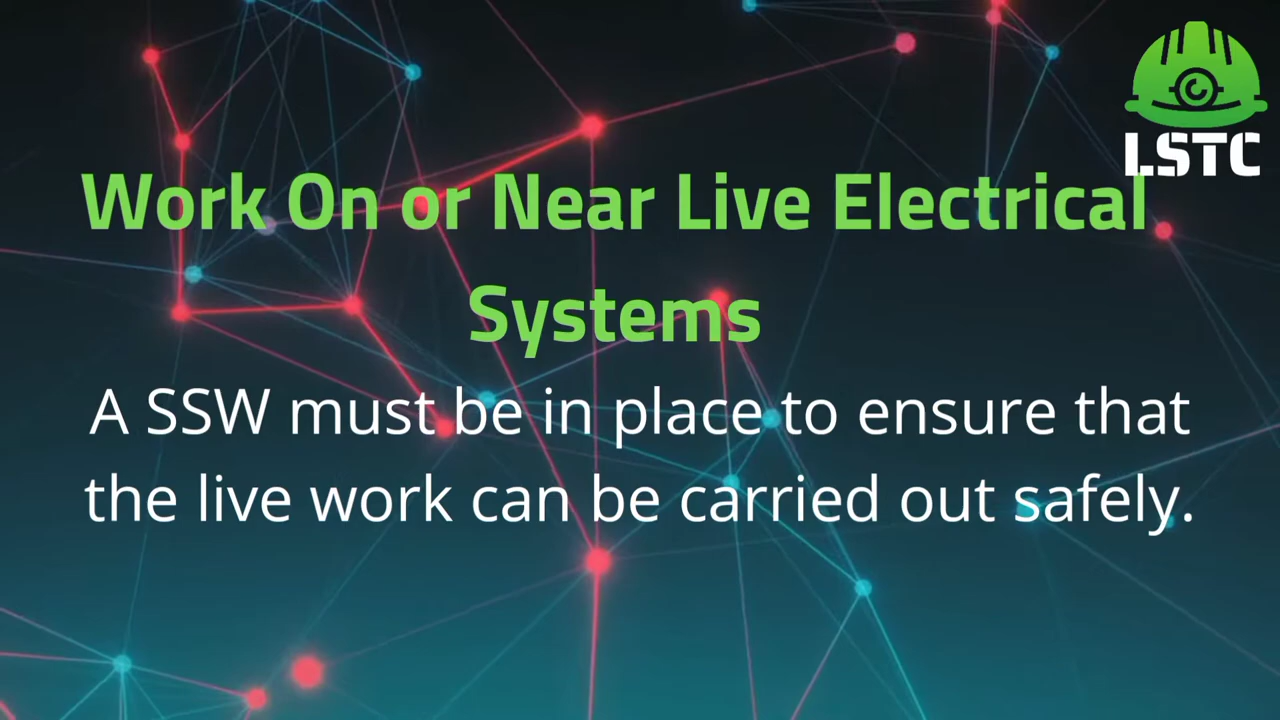 LSTC
Work On or Near Live Electrical
Systems
A SSW must be in place to ensure that
the live work can be carried out safely.